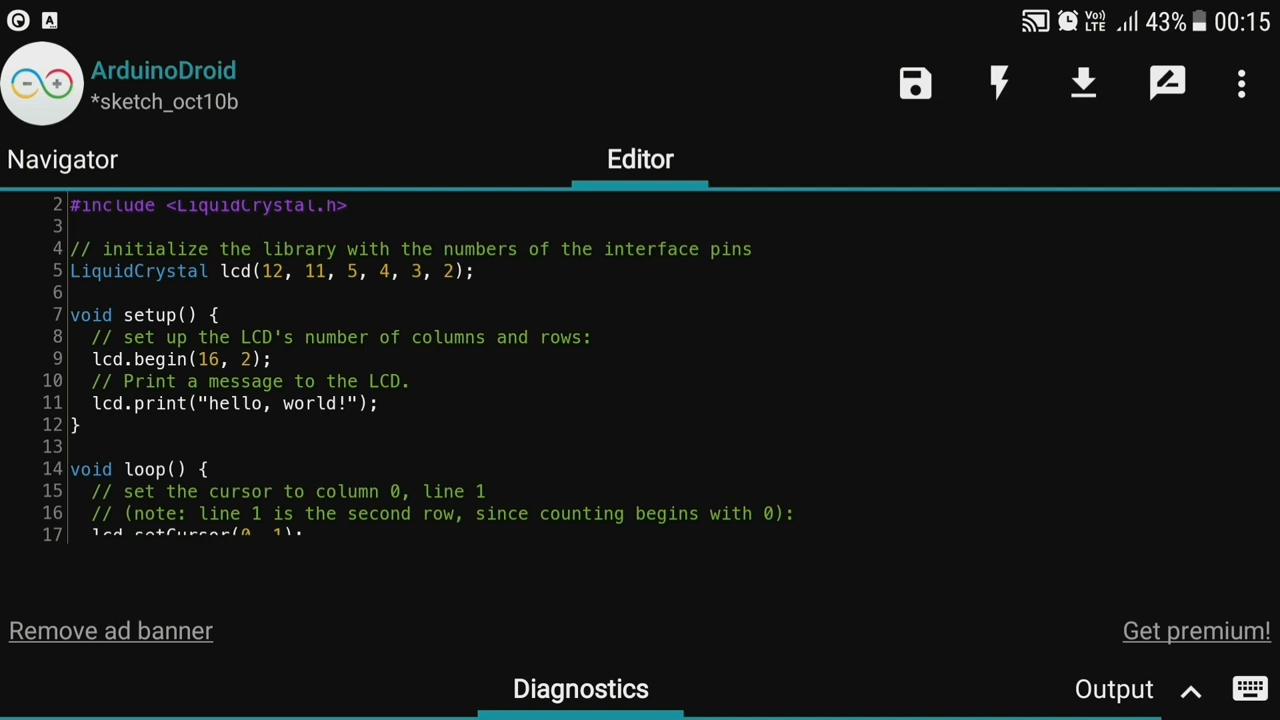 43% 00:15
Vo)) LTE
ArduinoDroid
*sketch_oct10b
Navigator
Editor
2 #include <LiquidCrystal.h>
3
4 // initialize the library with the numbers of the interface pins
5 LiquidCrystal lcd(12, 11, 5, 4, 3, 2);
6
7 void setup() {
8 // set up the LCD's number of columns and rows:
9 lcd.begin(16, 2);
10 // Print a message to the LCD.
11 lcd.print("hello, world!");
12 }
13
14 void loop() {
15 // set the cursor to column 0, line 1
16 // (note: line 1 is the second row, since counting begins with 0):
17 lcd.setCursor(0, 1);
Remove ad banner
Get premium!
Diagnostics
Output